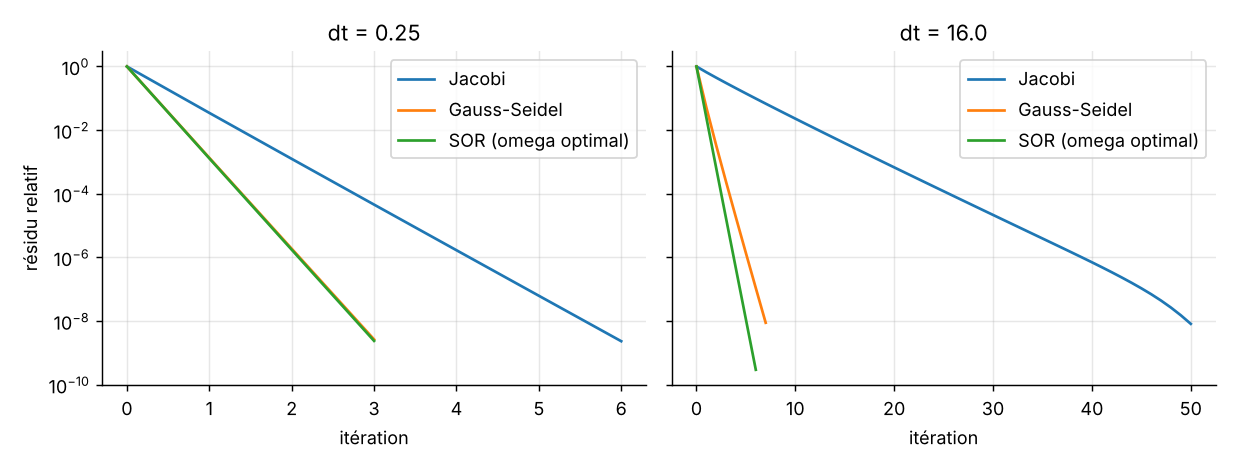 dt = 0.25
10⁰
10⁻²
10⁻⁴
10⁻⁶
10⁻⁸
10⁻¹⁰
résidu relatif
Jacobi
Gauss-Seidel
SOR (omega optimal)
0 1 2 3 4 5 6
itération
dt = 16.0
Jacobi
Gauss-Seidel
SOR (omega optimal)
0 10 20 30 40 50
itération